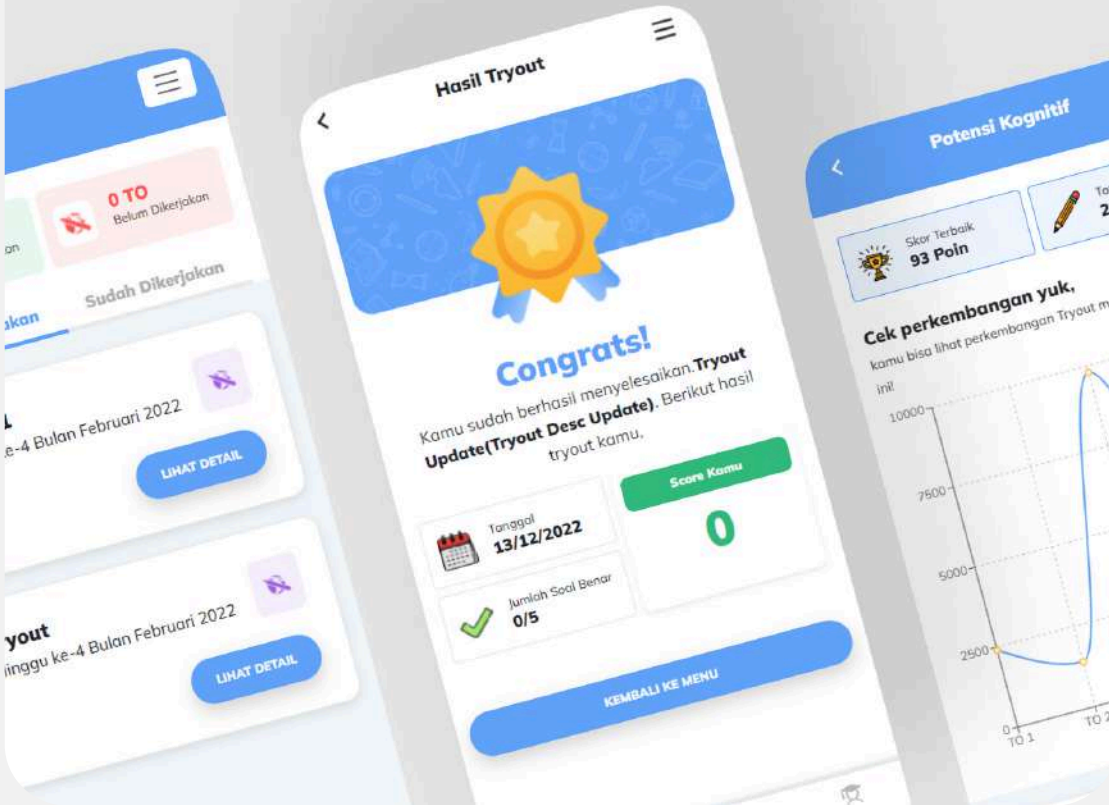 0 TO
Belum Dikerjakan
Sudah Dikerjakan
ke-4 Bulan Februari 2022
LIHAT DETAIL
ke-4 Bulan Februari 2022
LIHAT DETAIL
Hasil Tryout
Congrats!
Kamu sudah berhasil menyelesaikan.Tryout
Update(Tryout Desc Update). Berikut hasil
tryout kamu.
Tanggal
13/12/2022
Jumlah Soal Benar
0/5
Score Kamu
0
KEMBALI KE MENU
Potensi Kognitif
Skor Terbaik
93 Poin
Cek perkembangan yuk,
kamu bisa lihat perkembangan Tryout
ini!
10000
7500
5000
2500
0
TO 1
TO 2